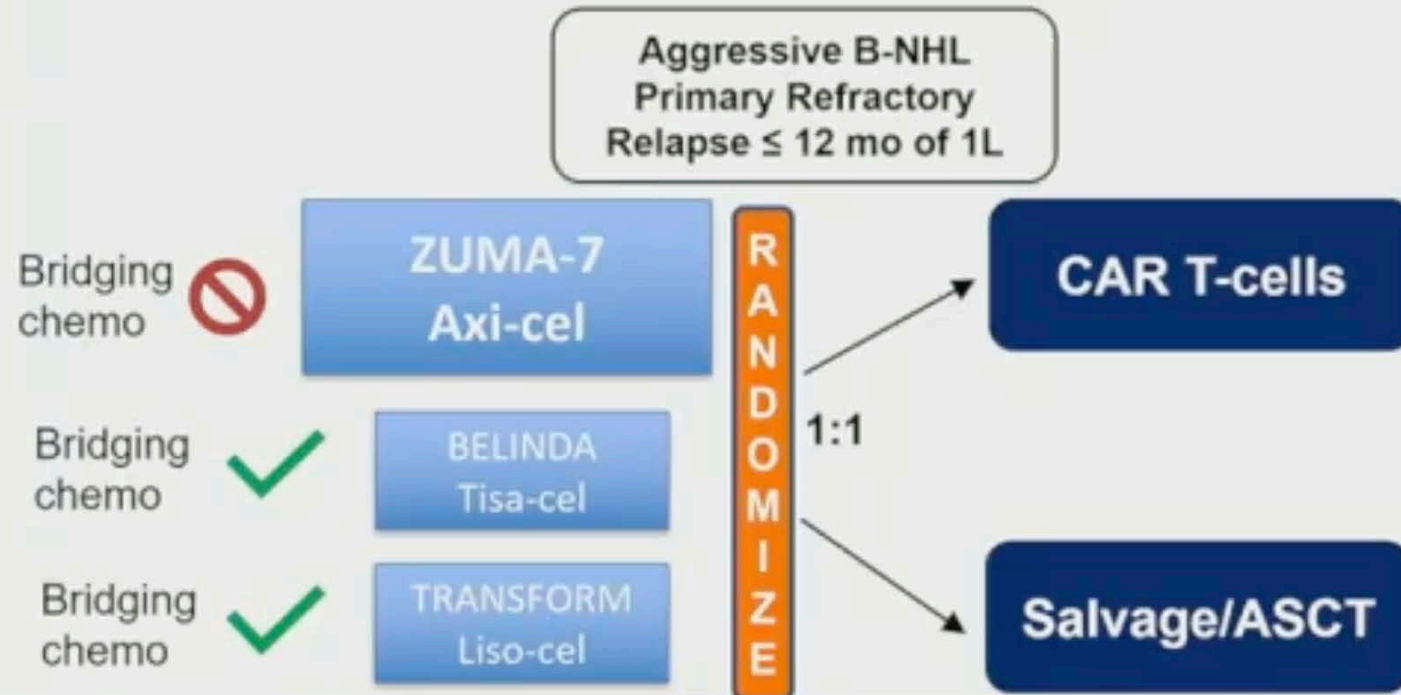 Aggressive B-NHL
Primary Refractory
Relapse ≤ 12 mo of 1L
Bridging
chemo
ZUMA-7
Axi-cel
Bridging
chemo
BELINDA
Tisa-cel
Bridging
chemo
TRANSFORM
Liso-cel
RANDOMIZE
1:1
CAR T-cells
Salvage/ASCT